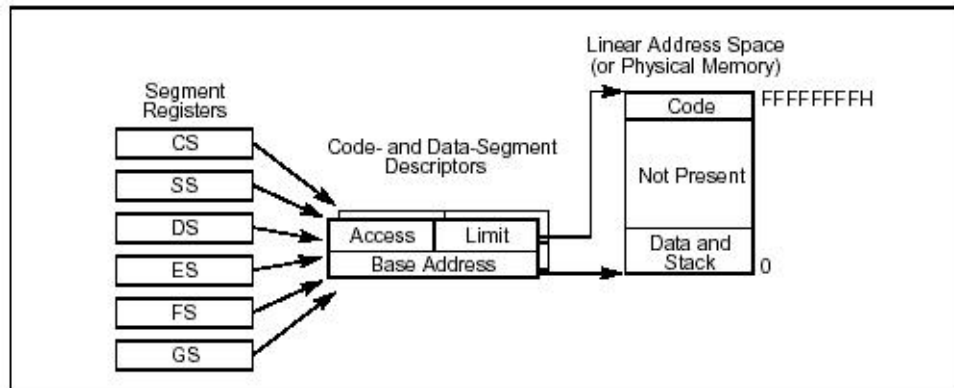 Linear Address Space
(or Physical Memory)
Segment
Registers
FFFFFFFFH
Code
CS
Code- and Data-Segment
Descriptors
SS
Not Present
DS
Access
Limit
Data and
Stack
Base Address
0
ES
FS
GS